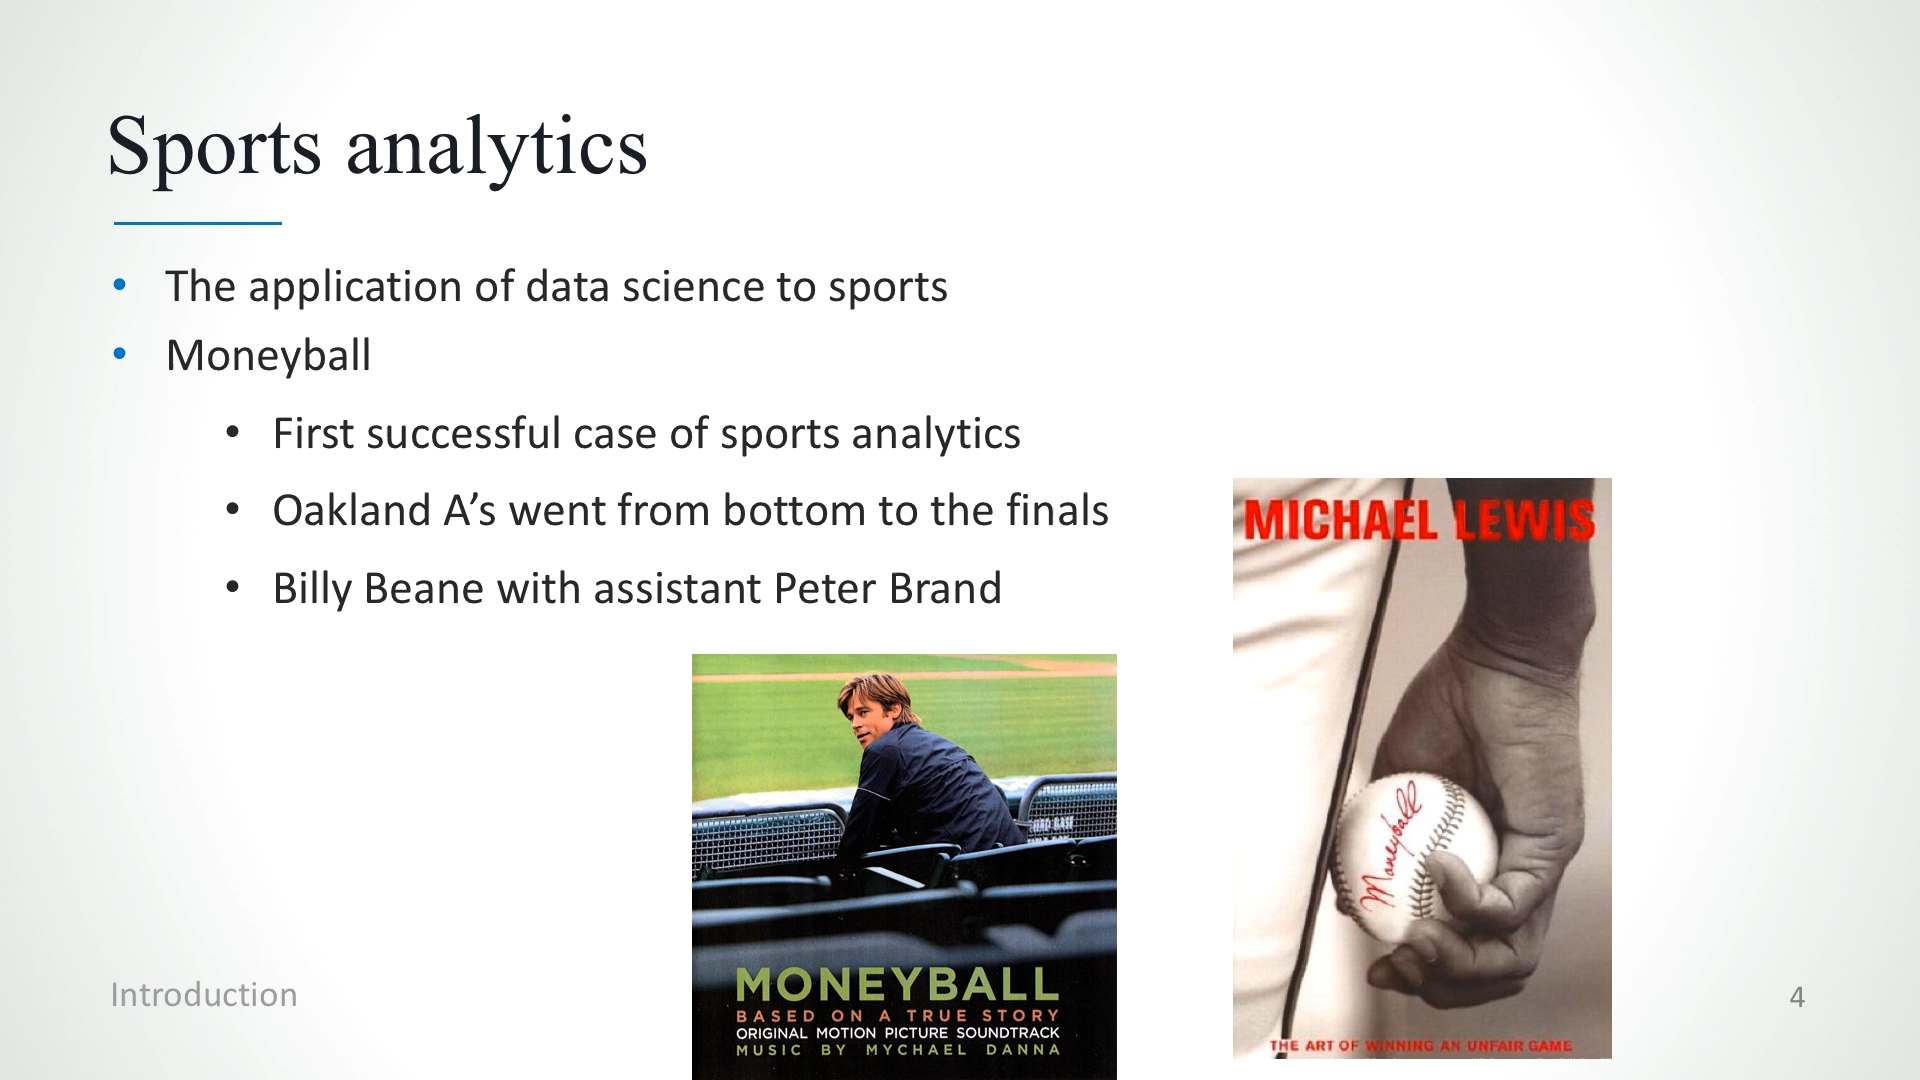 Sports analytics
• The application of data science to sports
• Moneyball
• First successful case of sports analytics
• Oakland A’s went from bottom to the finals
• Billy Beane with assistant Peter Brand
MICHAEL LEWIS
Moneyball
THE ART OF WINNING AN UNFAIR GAME
MONEYBALL
BASED ON A TRUE STORY
ORIGINAL MOTION PICTURE SOUNDTRACK
MUSIC BY MYCHAEL DANNA
Introduction
4